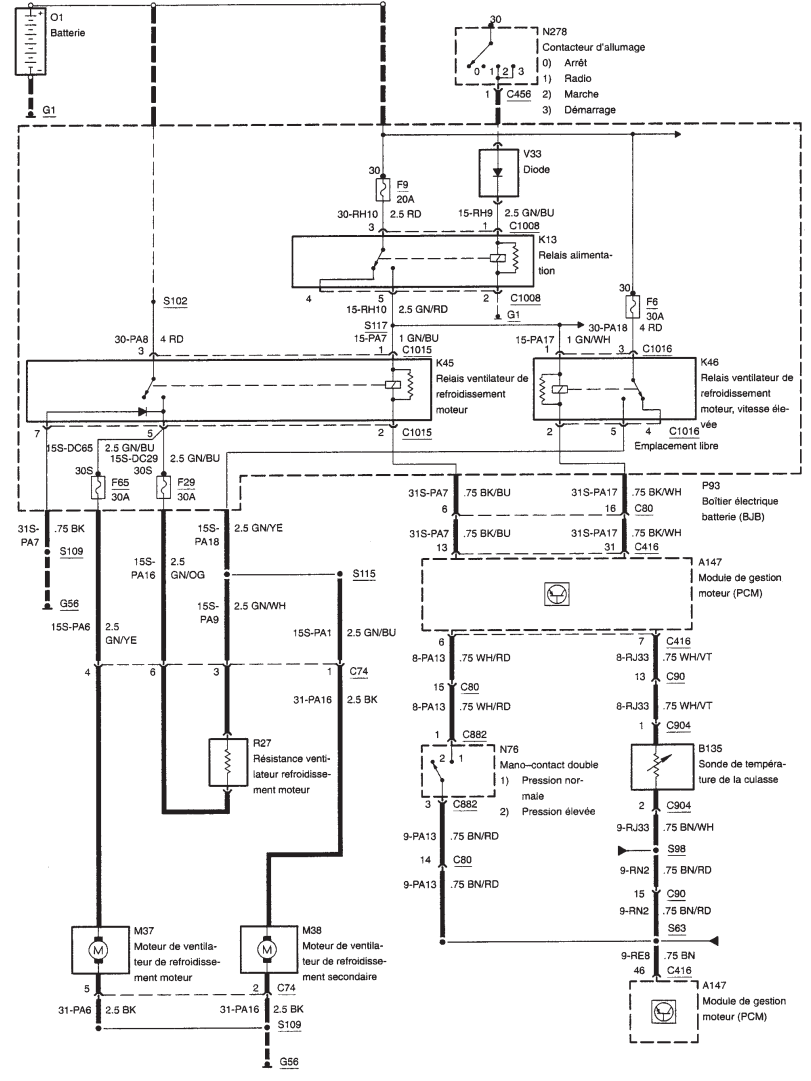 O1
Batterie
G1
30
N278
Contacteur d'allumage
0) Arrêt
1) Radio
2) Marche
3) Démarrage
0 1 2 3
1 C456
V33
Diode
30
F9
20A
30-RH10 2.5 RD
15-RH9 2.5 GN/BU
3 1 C1008
K13
Relais alimenta-
tion
4 5 2 C1008
G1
15-RH10 2.5 GN/RD
S117
S102
30
F6
30A
30-PA8 4 RD
15-PA7 1 GN/BU
15-PA17 1 GN/WH
30-PA18 4 RD
3 1 C1015
1 3 C1016
K45
Relais ventilateur de
refroidissement
moteur
K46
Relais ventilateur de
refroidissement
moteur, vitesse éle-
vée
7 5 2 C1015
2 5 4 C1016
Emplacement libre
15S-DC65 2.5 GN/BU
15S-DC29 2.5 GN/BU
30S F65 30A
30S F29 30A
P93
Boîtier électrique
batterie (BJB)
31S-PA7 .75 BK/BU
31S-PA17 .75 BK/WH
6 16 C80
31S-PA7 .75 BK/BU
31S-PA17 .75 BK/WH
13 31 C416
31S-
PA7
.75 BK
S109
G56
15S-
PA18
2.5 GN/YE
15S-
PA16
2.5
GN/OG
S115
15S-
PA9
2.5 GN/WH
15S-PA6 2.5
GN/YE
15S-PA1 2.5 GN/BU
A147
Module de gestion
moteur (PCM)
6 7 C416
4 6 3 1 C74
8-PA13 .75 WH/RD
8-RJ33 .75 WH/VT
15 C80
13 C90
31-PA16 2.5 BK
8-PA13 .75 WH/RD
8-RJ33 .75 WH/VT
1 C882
1 C904
R27
Résistance venti-
lateur refroidisse-
ment moteur
2 1
N76
Mano–contact double
1) Pression nor-
male
2) Pression élevée
B135
Sonde de tempéra-
ture de la culasse
3 C882
2 C904
9-PA13 .75 BN/RD
9-RJ33 .75 BN/WH
S98
14 C80
9-RN2 .75 BN/RD
9-PA13 .75 BN/RD
15 C90
9-RN2 .75 BN/RD
S63
9-RE8 .75 BN
46 C416
M
M37
Moteur de ventila-
teur de refroidisse-
ment moteur
M
M38
Moteur de ventila-
teur de refroidisse-
ment secondaire
A147
Module de gestion
moteur (PCM)
5 2 C74
31-PA6 2.5 BK
31-PA16 2.5 BK
S109
G56